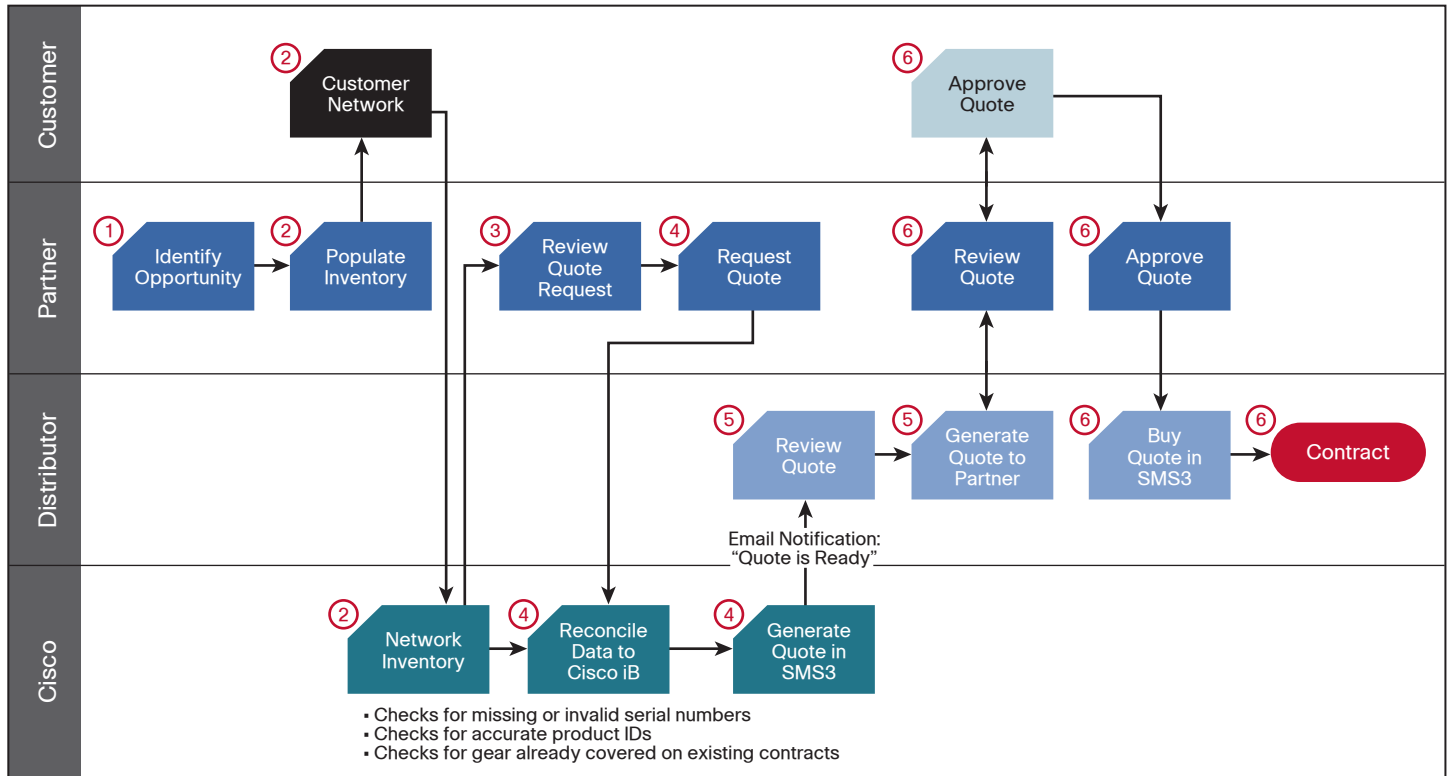 Customer
2
Customer
Network
6
Approve
Quote
Partner
1
Identify
Opportunity
2
Populate
Inventory
3
Review
Quote
Request
4
Request
Quote
6
Review
Quote
6
Approve
Quote
Distributor
5
Review
Quote
5
Generate
Quote to
Partner
6
Buy
Quote in
SMS3
6
Contract
Email Notification:
“Quote is Ready”
Cisco
2
Network
Inventory
4
Reconcile
Data to
Cisco iB
4
Generate
Quote in
SMS3
▪ Checks for missing or invalid serial numbers
▪ Checks for accurate product IDs
▪ Checks for gear already covered on existing contracts